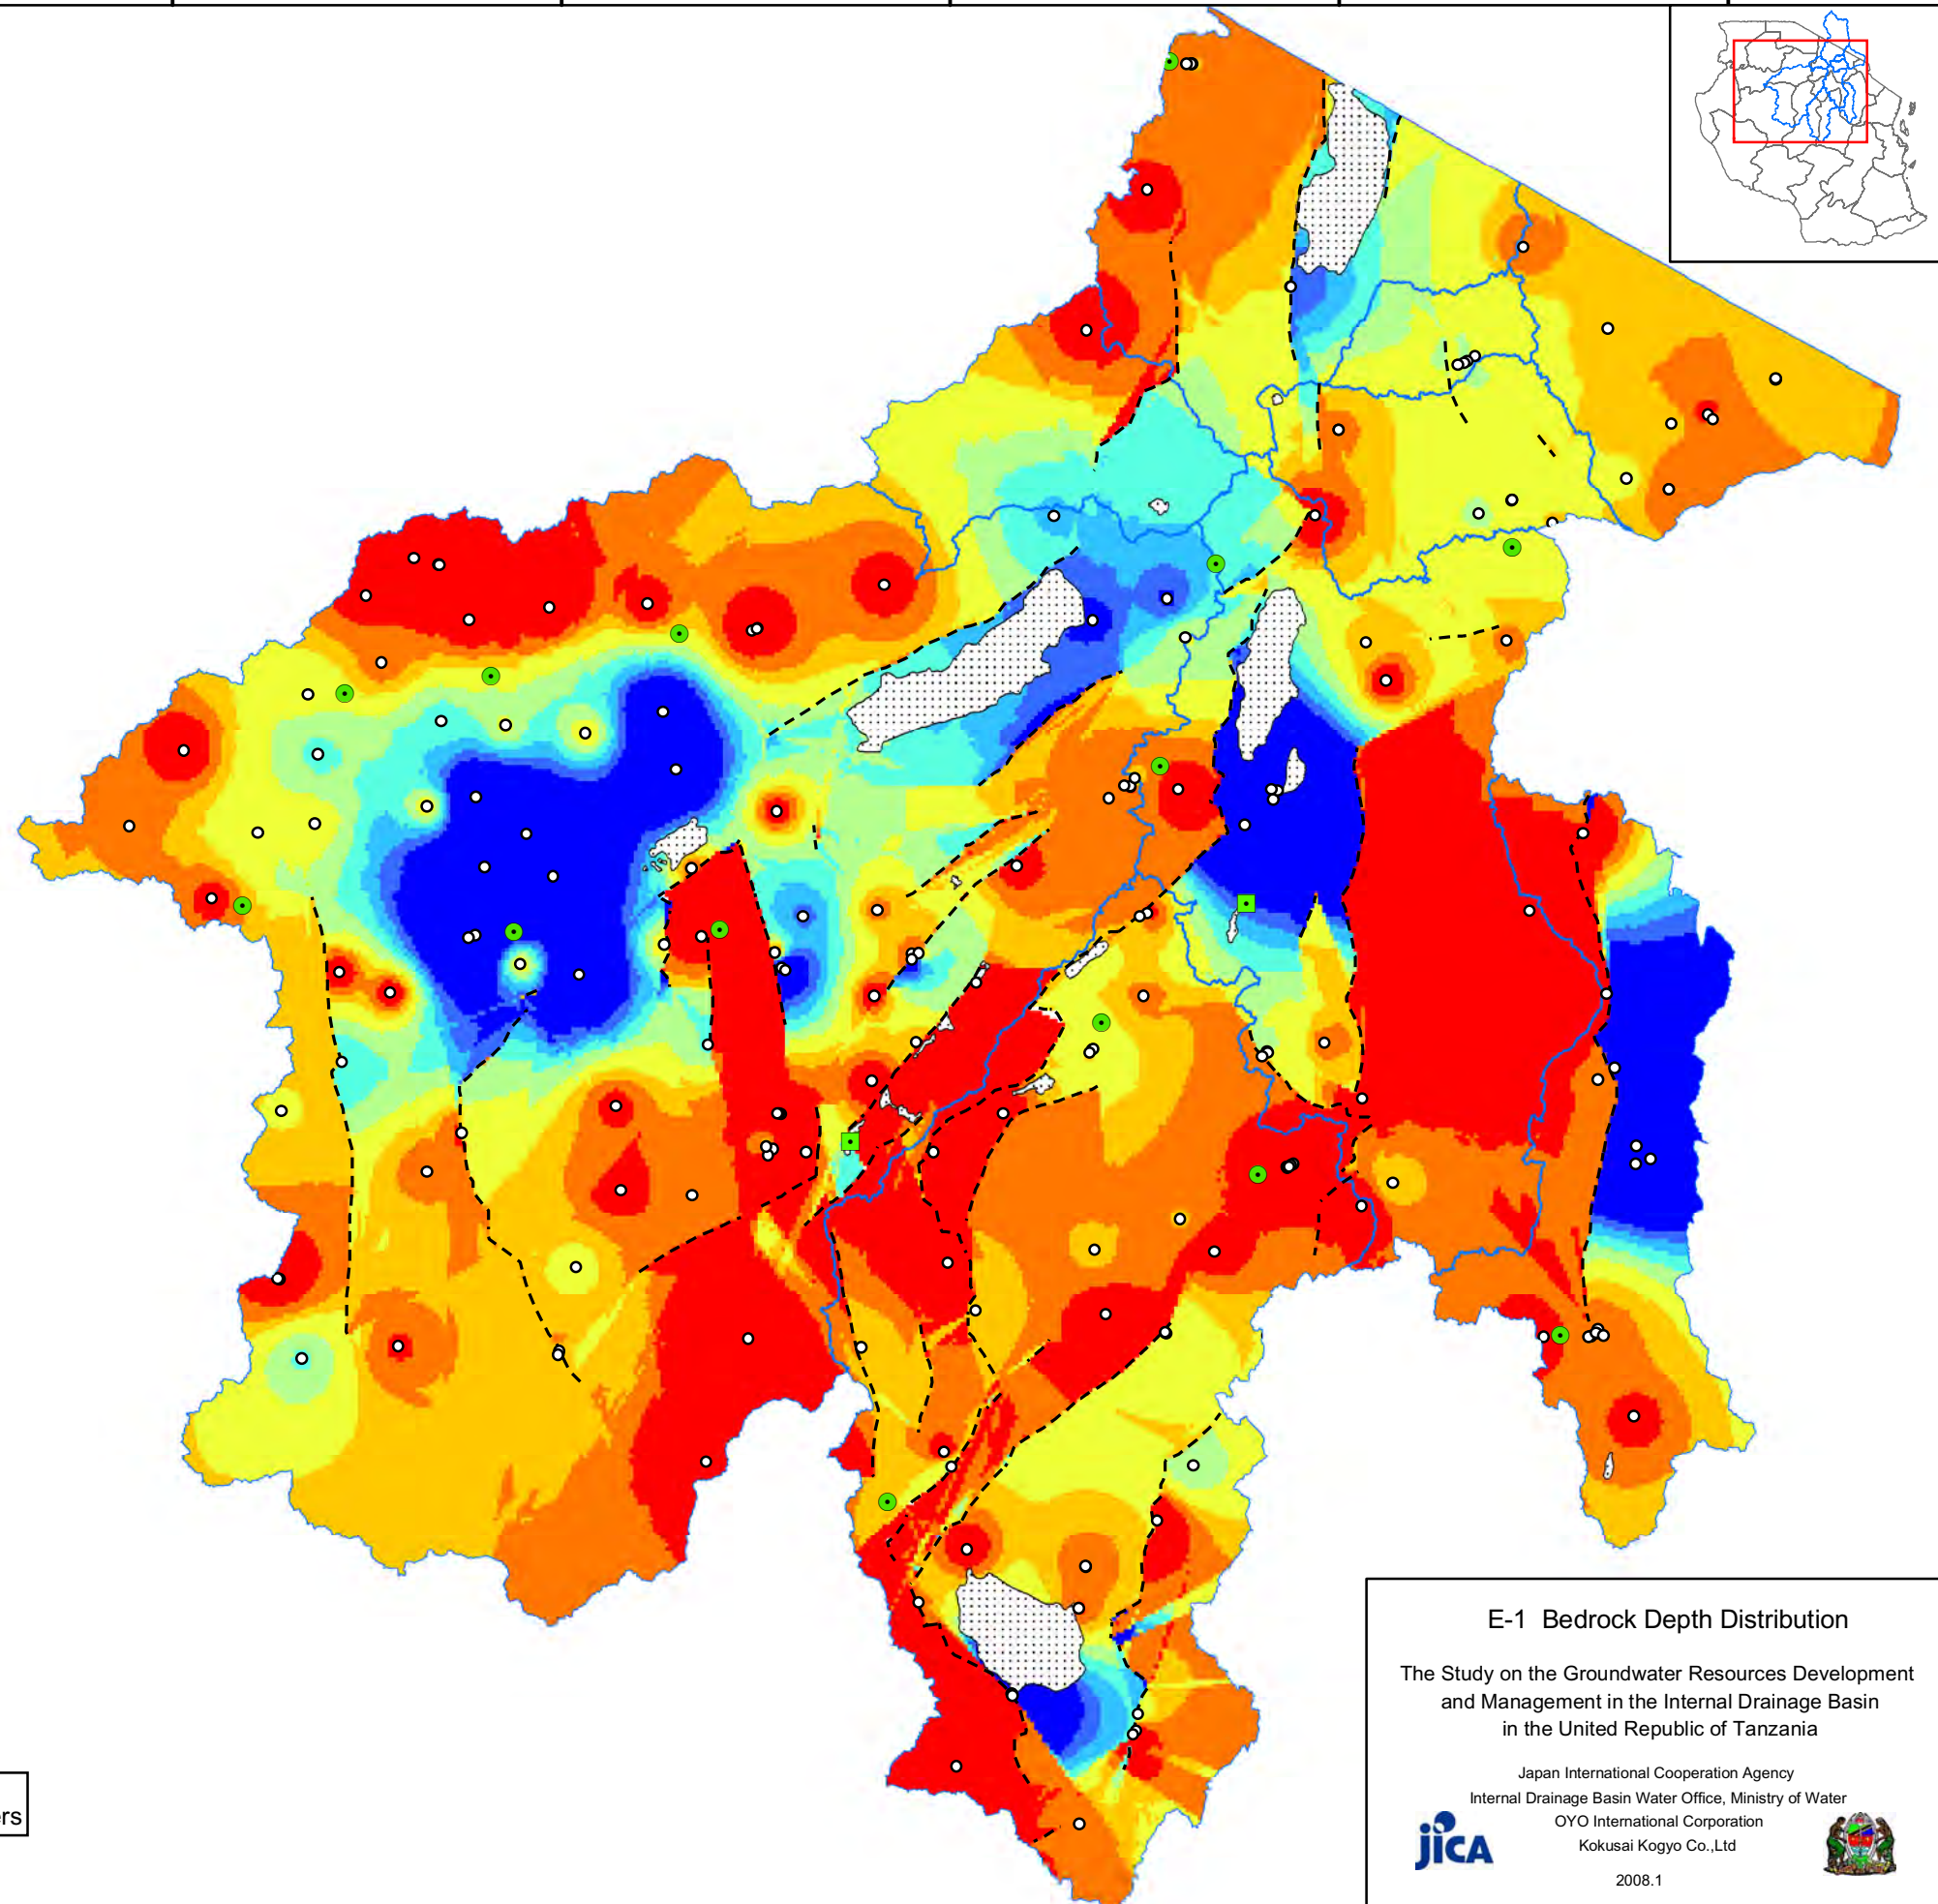 E-1 Bedrock Depth Distribution
The Study on the Groundwater Resources Development
and Management in the Internal Drainage Basin
in the United Republic of Tanzania
Japan International Cooperation Agency
Internal Drainage Basin Water Office, Ministry of Water
OYO International Corporation
Kokusai Kogyo Co.,Ltd
jICA
2008.1
ers